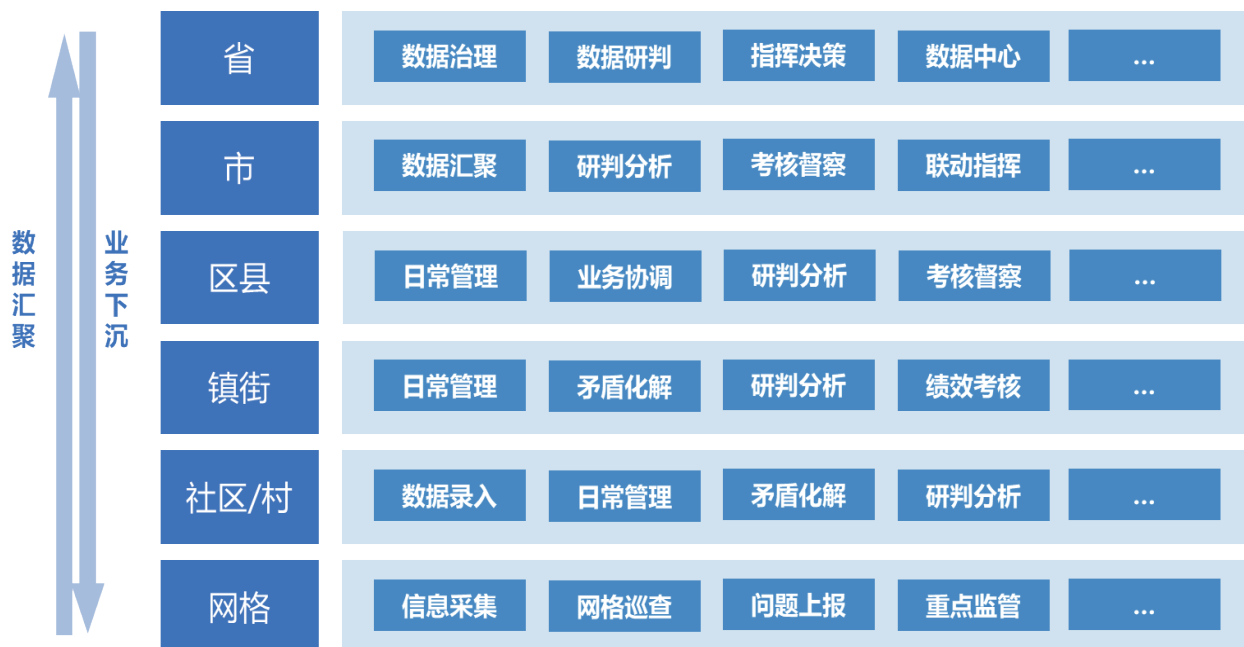 数据汇聚
业务下沉
省
数据治理
数据研判
指挥决策
数据中心
...
市
数据汇聚
研判分析
考核督察
联动指挥
...
区县
日常管理
业务协调
研判分析
考核督察
...
镇街
日常管理
矛盾化解
研判分析
绩效考核
...
社区/村
数据录入
日常管理
矛盾化解
研判分析
...
网格
信息采集
网格巡查
问题上报
重点监管
...